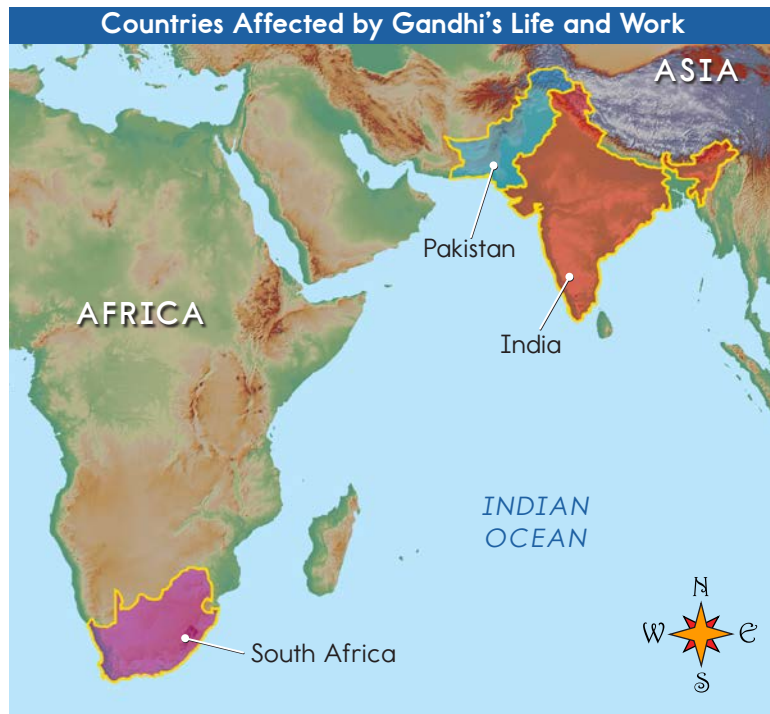 Countries Affected by Gandhi's Life and Work
ASIA
Pakistan
AFRICA
India
INDIAN
OCEAN
N
W E
S
South Africa